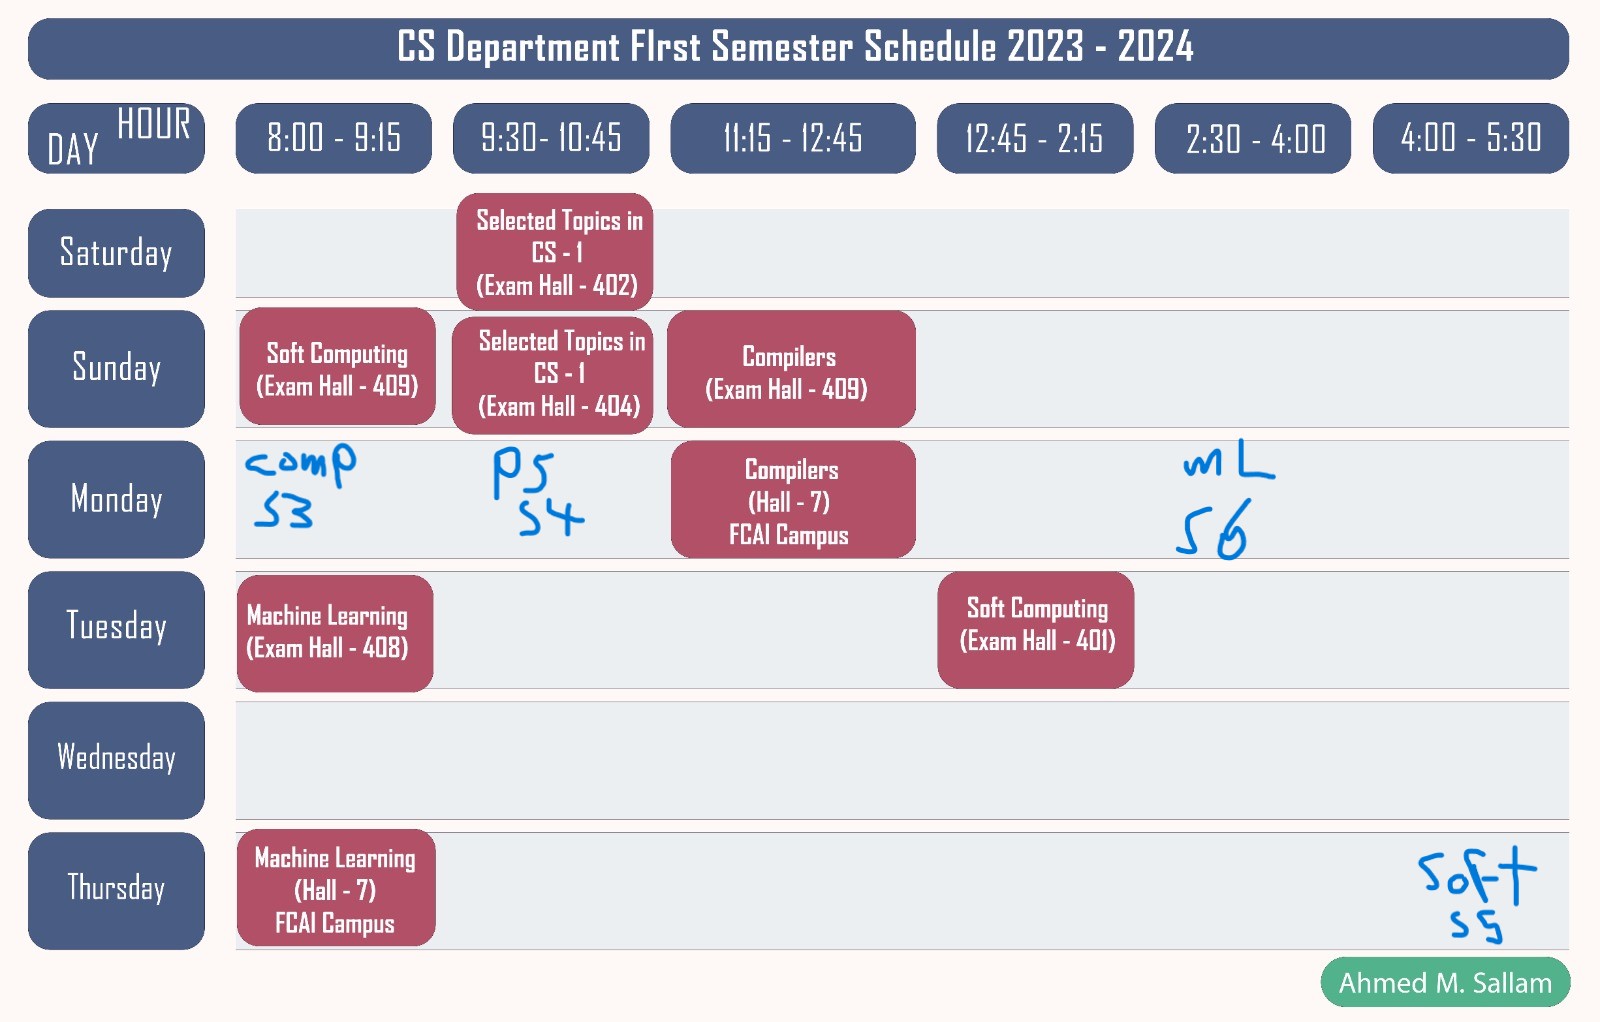 CS Department FIrst Semester Schedule 2023 - 2024
HOUR
DAY
8:00 - 9:15
9:30- 10:45
11:15 - 12:45
12:45 - 2:15
2:30 - 4:00
4:00 - 5:30
Saturday
Selected Topics in
CS - 1
(Exam Hall - 402)
Sunday
Soft Computing
(Exam Hall - 409)
Selected Topics in
CS - 1
(Exam Hall - 404)
Compilers
(Exam Hall - 409)
Monday
comp
S3
PS
S4
Compilers
(Hall - 7)
FCAI Campus
mL
S6
Tuesday
Machine Learning
(Exam Hall - 408)
Soft Computing
(Exam Hall - 401)
Wednesday
Thursday
Machine Learning
(Hall - 7)
FCAI Campus
Soft
S5
Ahmed M. Sallam